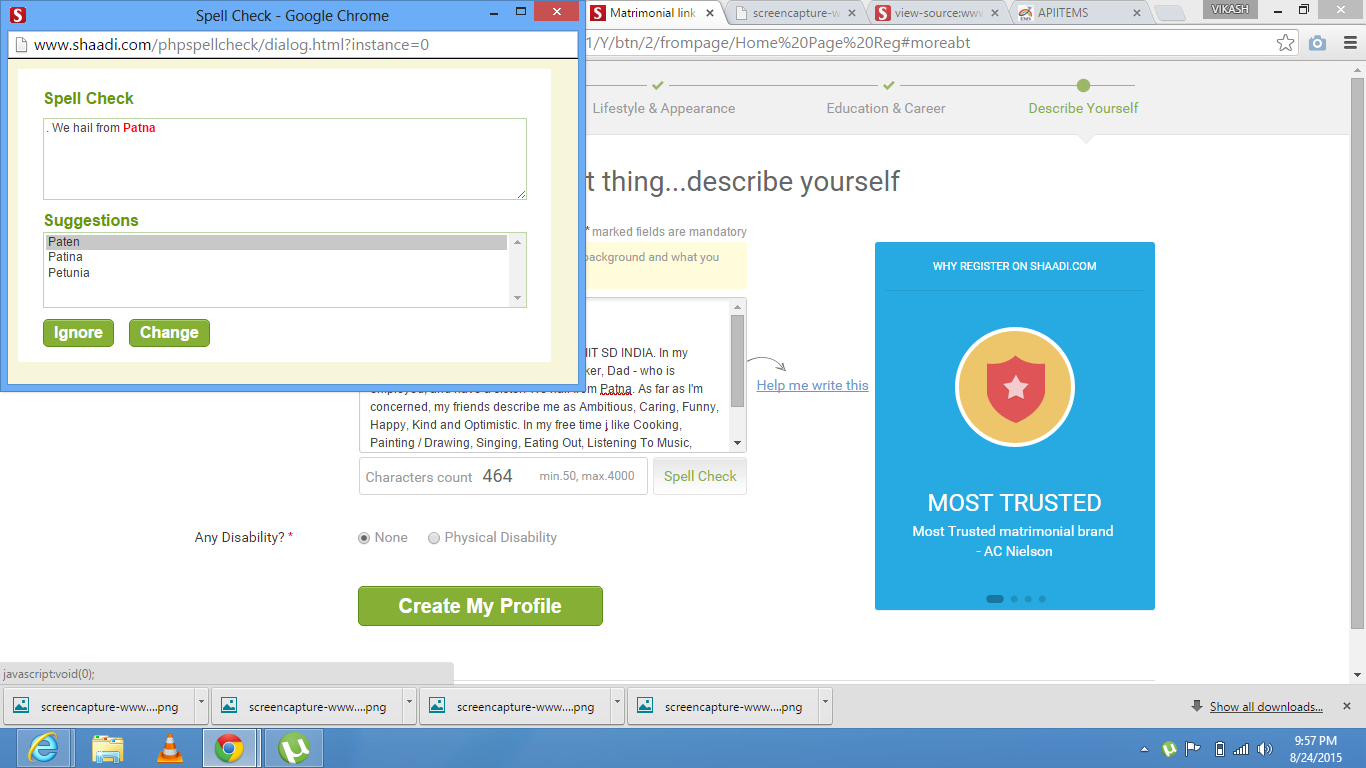 Spell Check - Google Chrome
www.shaadi.com/phpspellcheck/dialog.html?instance=0
Spell Check
. We hail from Patna
Suggestions
Paten
Patina
Petunia
Ignore
Change
Matrimonial link
screencapture-w
view-source:www
APIITEMS
VIKASH
1/Y/btn/2/frompage/Home%20Page%20Reg#moreabt
Lifestyle & Appearance
Education & Career
Describe Yourself
t thing...describe yourself
* marked fields are mandatory
background and what you
HIT SD INDIA. In my
ker, Dad - who is
from Patna. As far as I'm
concerned, my friends describe me as Ambitious, Caring, Funny,
Happy, Kind and Optimistic. In my free time j, like Cooking,
Painting / Drawing, Singing, Eating Out, Listening To Music,
Help me write this
Characters count 464 min.50, max.4000
Spell Check
Any Disability? *
None
Physical Disability
Create My Profile
WHY REGISTER ON SHAADI.COM
MOST TRUSTED
Most Trusted matrimonial brand
- AC Nielson
javascript:void(0);
screencapture-www....png
screencapture-www....png
screencapture-www....png
screencapture-www....png
Show all downloads...
9:57 PM
8/24/2015